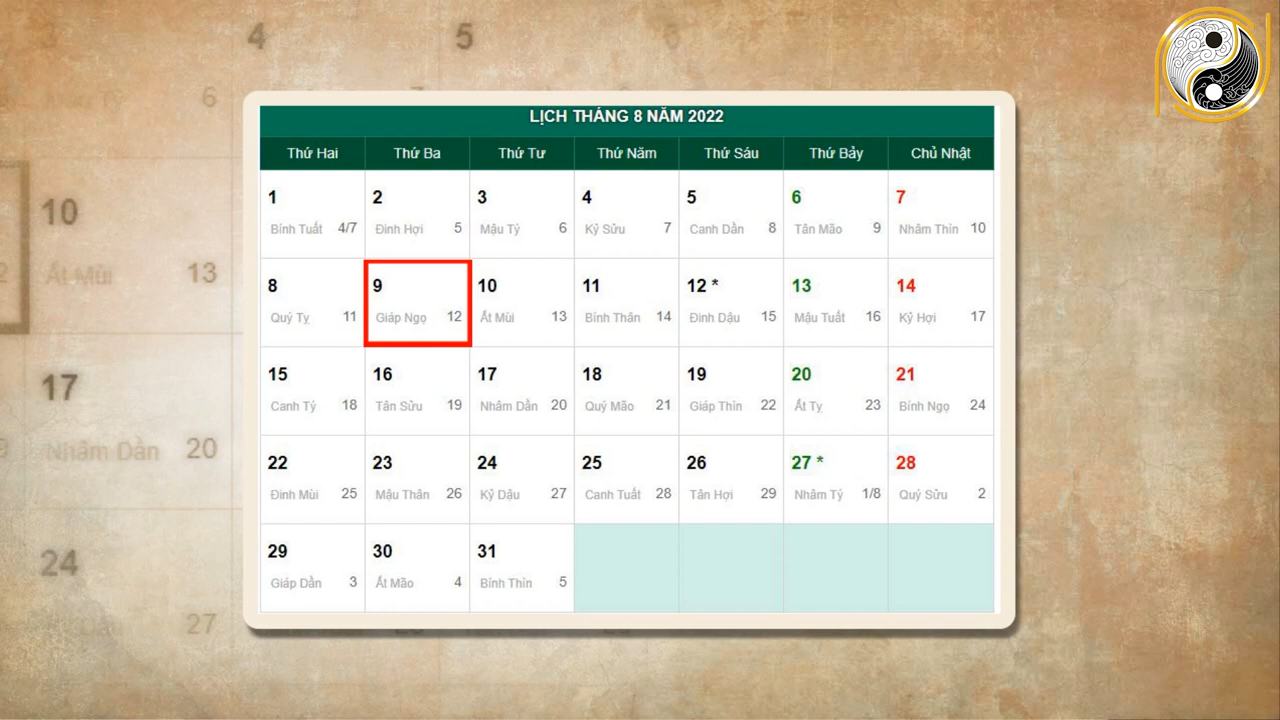 4 5 6
6
LỊCH THÁNG 8 NĂM 2022
Thứ Hai Thứ Ba Thứ Tư Thứ Năm Thứ Sáu Thứ Bảy Chủ Nhật
1 2 3 4 5 6 7
Bính Tuất 4/7 Đinh Hợi 5 Mậu Tý 6 Kỷ Sửu 7 Canh Dần 8 Tân Mão 9 Nhâm Thìn 10
8 9 10 11 12 * 13 14
Quý Tỵ 11 Giáp Ngọ 12 Ất Mùi 13 Bính Thân 14 Đinh Dậu 15 Mậu Tuất 16 Kỷ Hợi 17
15 16 17 18 19 20 21
Canh Tý 18 Tân Sửu 19 Nhâm Dần 20 Quý Mão 21 Giáp Thìn 22 Ất Tỵ 23 Bính Ngọ 24
22 23 24 25 26 27 * 28
Đinh Mùi 25 Mậu Thân 26 Kỷ Dậu 27 Canh Tuất 28 Tân Hợi 29 Nhâm Tý 1/8 Quý Sửu 2
29 30 31
Giáp Dần 3 Ất Mão 4 Bính Thìn 5
10
Ất Mùi 13
17
Nhâm Dần 20
24
27